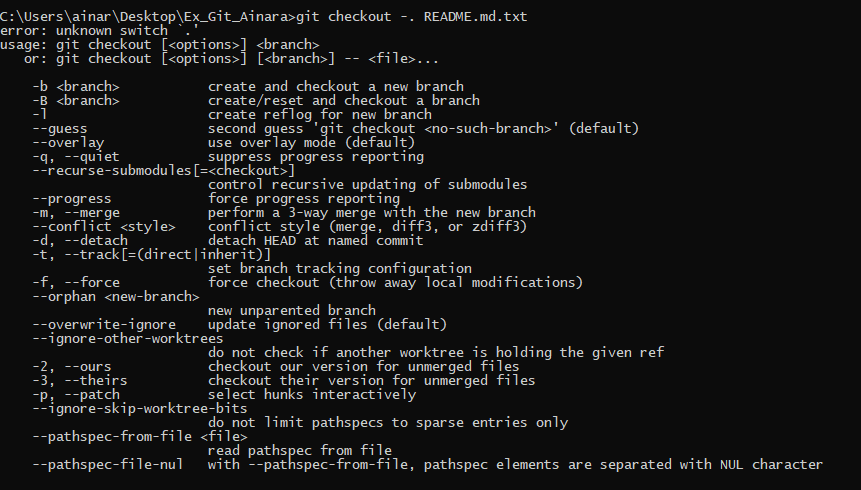 C:\Users\ainar\Desktop\Ex_Git_Ainara>git checkout -. README.md.txt
error: unknown switch `.'
usage: git checkout [<options>] <branch>
   or: git checkout [<options>] [<branch>] -- <file>...

    -b <branch>           create and checkout a new branch
    -B <branch>           create/reset and checkout a branch
    -l                    create reflog for new branch
    --guess               second guess 'git checkout <no-such-branch>' (default)
    --overlay             use overlay mode (default)
    -q, --quiet           suppress progress reporting
    --recurse-submodules[=<checkout>]
                          control recursive updating of submodules
    --progress            force progress reporting
    -m, --merge           perform a 3-way merge with the new branch
    --conflict <style>    conflict style (merge, diff3, or zdiff3)
    -d, --detach          detach HEAD at named commit
    -t, --track[=(direct|inherit)]
                          set branch tracking configuration
    -f, --force           force checkout (throw away local modifications)
    --orphan <new-branch>
                          new unparented branch
    --overwrite-ignore    update ignored files (default)
    --ignore-other-worktrees
                          do not check if another worktree is holding the given ref
    -2, --ours            checkout our version for unmerged files
    -3, --theirs          checkout their version for unmerged files
    -p, --patch           select hunks interactively
    --ignore-skip-worktree-bits
                          do not limit pathspecs to sparse entries only
    --pathspec-from-file <file>
                          read pathspec from file
    --pathspec-file-nul   with --pathspec-from-file, pathspec elements are separated with NUL character